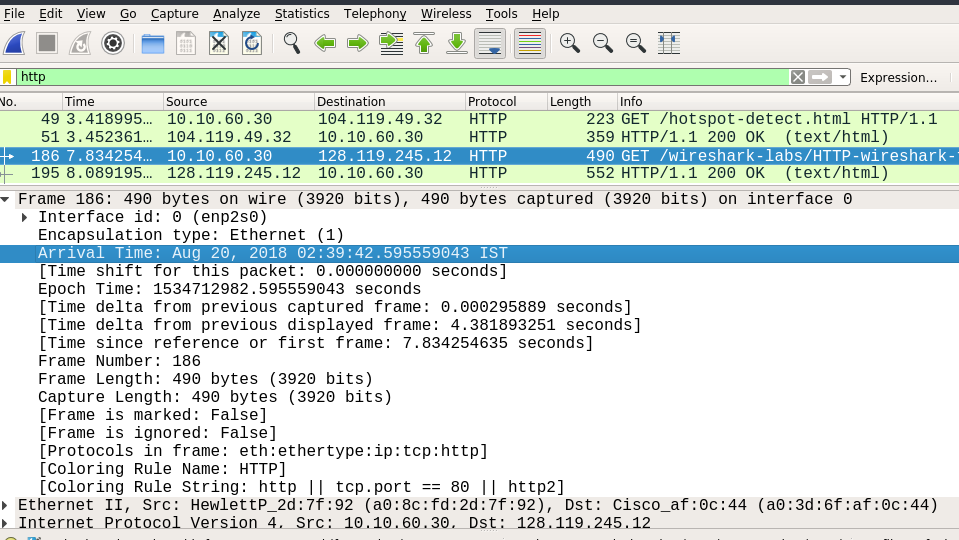 File Edit View Go Capture Analyze Statistics Telephony Wireless Tools Help
http Expression…
No. Time Source Destination Protocol Length Info
49 3.418995… 10.10.60.30 104.119.49.32 HTTP 223 GET /hotspot-detect.html HTTP/1.1
51 3.452361… 104.119.49.32 10.10.60.30 HTTP 359 HTTP/1.1 200 OK (text/html)
186 7.834254… 10.10.60.30 128.119.245.12 HTTP 490 GET /wireshark-labs/HTTP-wireshark-
195 8.089195… 128.119.245.12 10.10.60.30 HTTP 552 HTTP/1.1 200 OK (text/html)
Frame 186: 490 bytes on wire (3920 bits), 490 bytes captured (3920 bits) on interface 0
Interface id: 0 (enp2s0)
Encapsulation type: Ethernet (1)
Arrival Time: Aug 20, 2018 02:39:42.595559043 IST
[Time shift for this packet: 0.000000000 seconds]
Epoch Time: 1534712982.595559043 seconds
[Time delta from previous captured frame: 0.000295889 seconds]
[Time delta from previous displayed frame: 4.381893251 seconds]
[Time since reference or first frame: 7.834254635 seconds]
Frame Number: 186
Frame Length: 490 bytes (3920 bits)
Capture Length: 490 bytes (3920 bits)
[Frame is marked: False]
[Frame is ignored: False]
[Protocols in frame: eth:ethertype:ip:tcp:http]
[Coloring Rule Name: HTTP]
[Coloring Rule String: http || tcp.port == 80 || http2]
Ethernet II, Src: HewlettP_2d:7f:92 (a0:8c:fd:2d:7f:92), Dst: Cisco_af:0c:44 (a0:3d:6f:af:0c:44)
Internet Protocol Version 4, Src: 10.10.60.30, Dst: 128.119.245.12